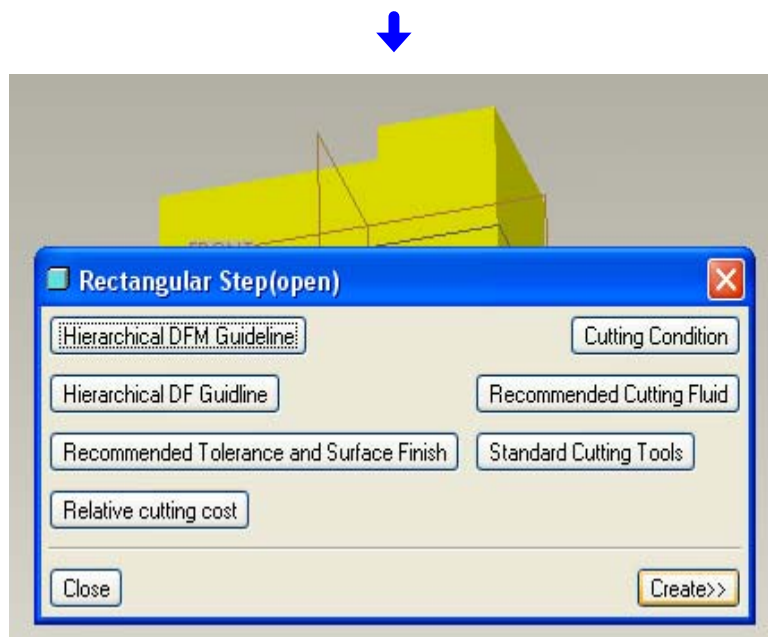 FRONT
Rectangular Step(open)
Hierarchical DFM Guideline
Cutting Condition
Hierarchical DF Guidline
Recommended Cutting Fluid
Recommended Tolerance and Surface Finish
Standard Cutting Tools
Relative cutting cost
Close
Create>>